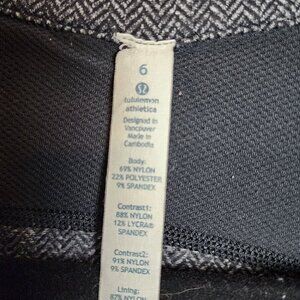 6
lululemon
athletica
Designed in
Vancouver
Made in
Cambodia
Body:
69% NYLON
22% POLYESTER
9% SPANDEX
Contrast1:
88% NYLON
12% LYCRA®
SPANDEX
Contrast2:
91% NYLON
9% SPANDEX
Lining: